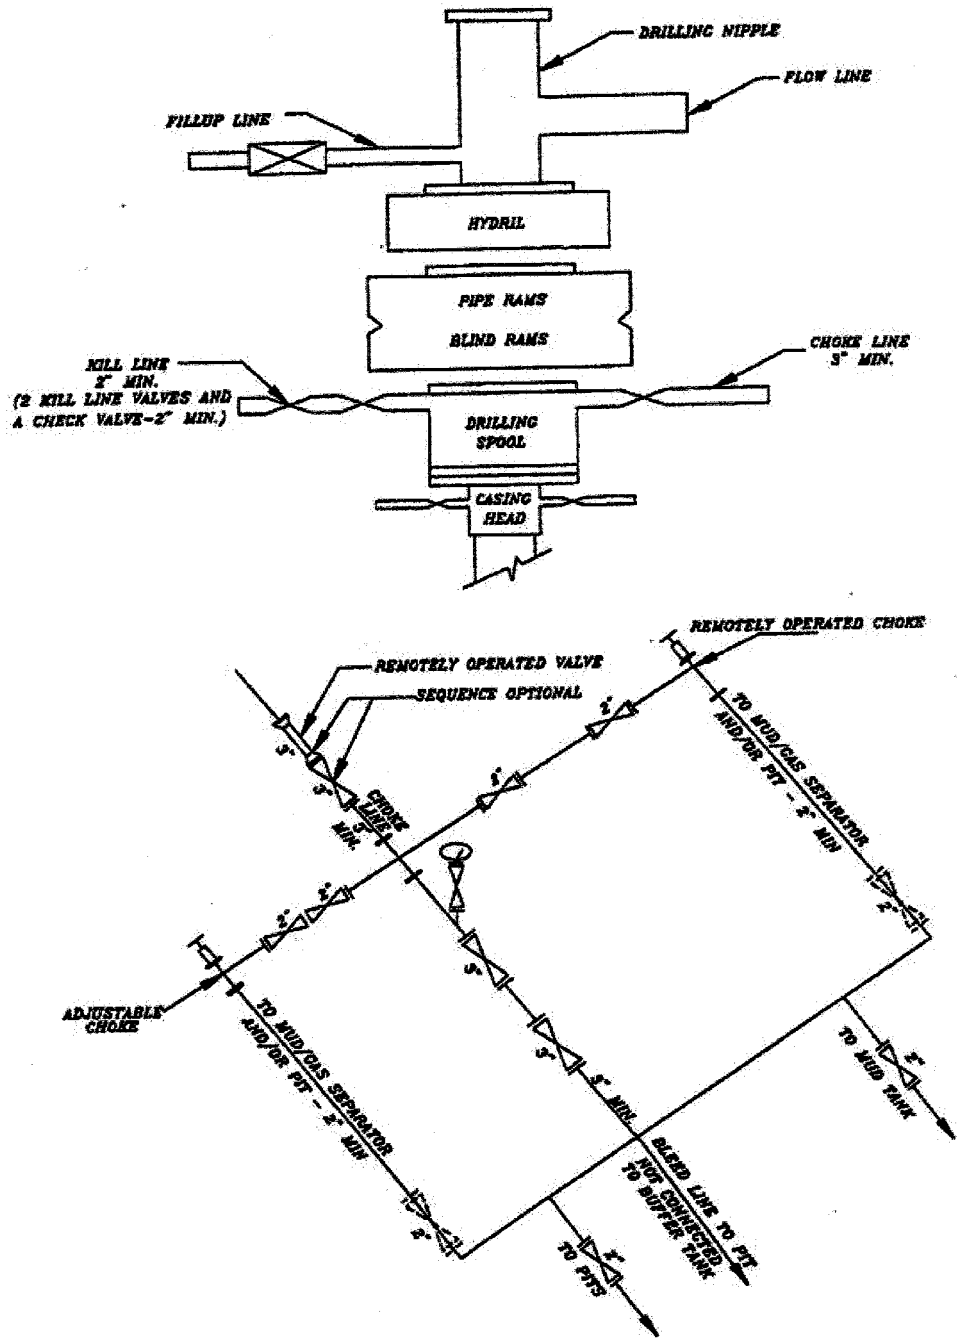 DRILLING NIPPLE
FLOW LINE
FILLUP LINE
HYDRIL
PIPE RAMS
BLIND RAMS
KILL LINE
2" MIN.
(2 KILL LINE VALVES AND
A CHECK VALVE-2" MIN.)
CHOKE LINE
3" MIN.
DRILLING
SPOOL
CASING
HEAD
REMOTELY OPERATED CHOKE
REMOTELY OPERATED VALVE
SEQUENCE OPTIONAL
3"
3"
3"
MIN.
CHOKE
LINE
2"
2"
TO MUD/GAS SEPARATOR
AND/OR PIT - 2" MIN
2"
2"
2"
ADJUSTABLE
CHOKE
TO MUD/GAS SEPARATOR
AND/OR PIT - 2" MIN
2"
3"
3"
3" MIN.
TO MUD TANK
2"
BLEED LINE TO PIT
NOT CONNECTED
TO BUFFER TANK
TO PITS
2"